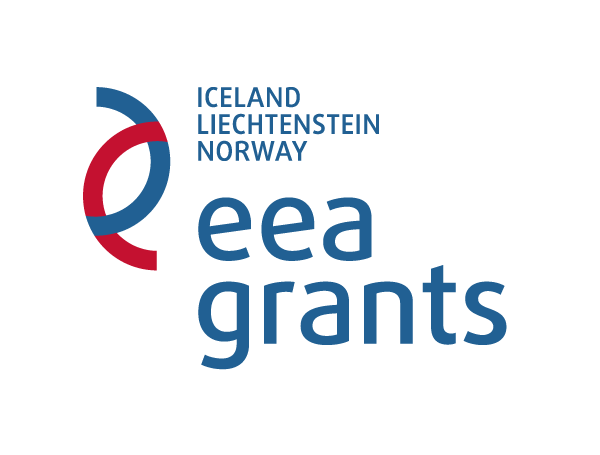 ICELAND
LIECHTENSTEIN
NORWAY
eea
grants